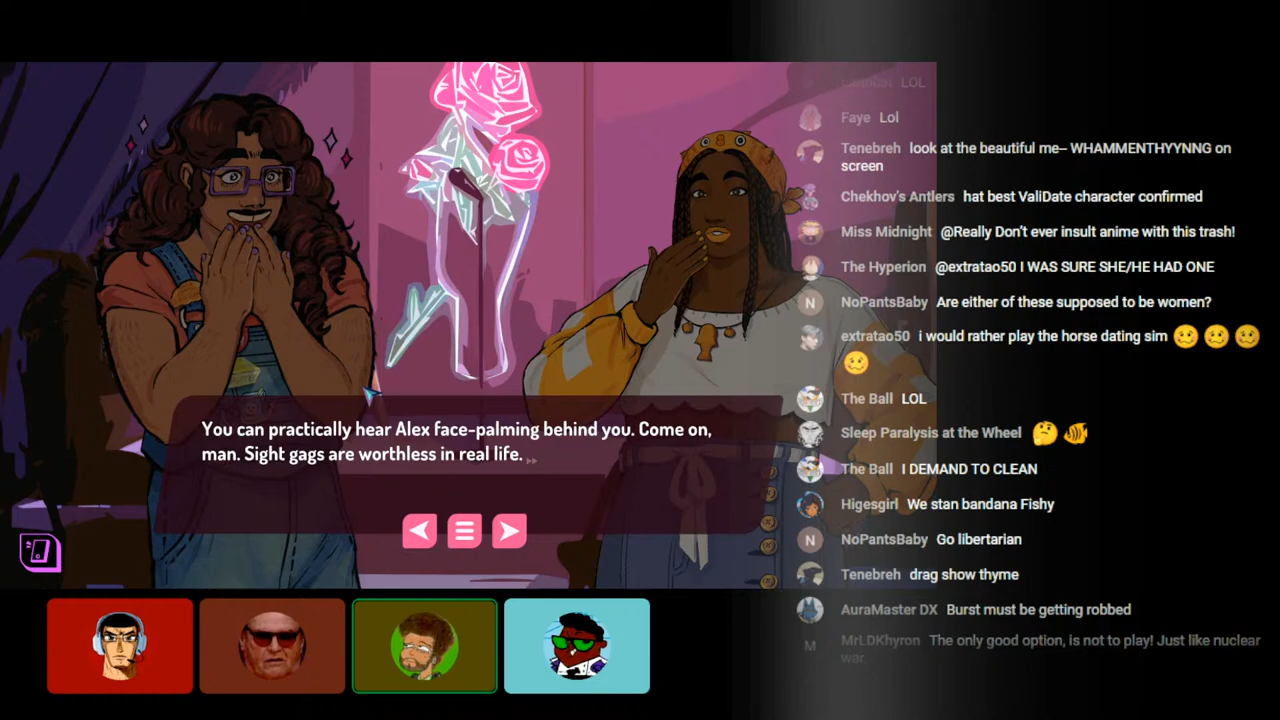 LOL
Faye Lol
Tenebreh look at the beautiful me– WHAMMENTHYYNNG on
screen
Chekhov's Antlers hat best ValiDate character confirmed
Miss Midnight @Really Don't ever insult anime with this trash!
The Hyperion @extratao50 I WAS SURE SHE/HE HAD ONE
N NoPantsBaby Are either of these supposed to be women?
extratao50 i would rather play the horse dating sim
The Ball LOL
Sleep Paralysis at the Wheel
The Ball I DEMAND TO CLEAN
Higesgirl We stan bandana Fishy
N NoPantsBaby Go libertarian
Tenebreh drag show thyme
AuraMaster DX Burst must be getting robbed
M MrLDKhyron The only good option, is not to play! Just like nuclear
war.
You can practically hear Alex face-palming behind you. Come on,
man. Sight gags are worthless in real life.